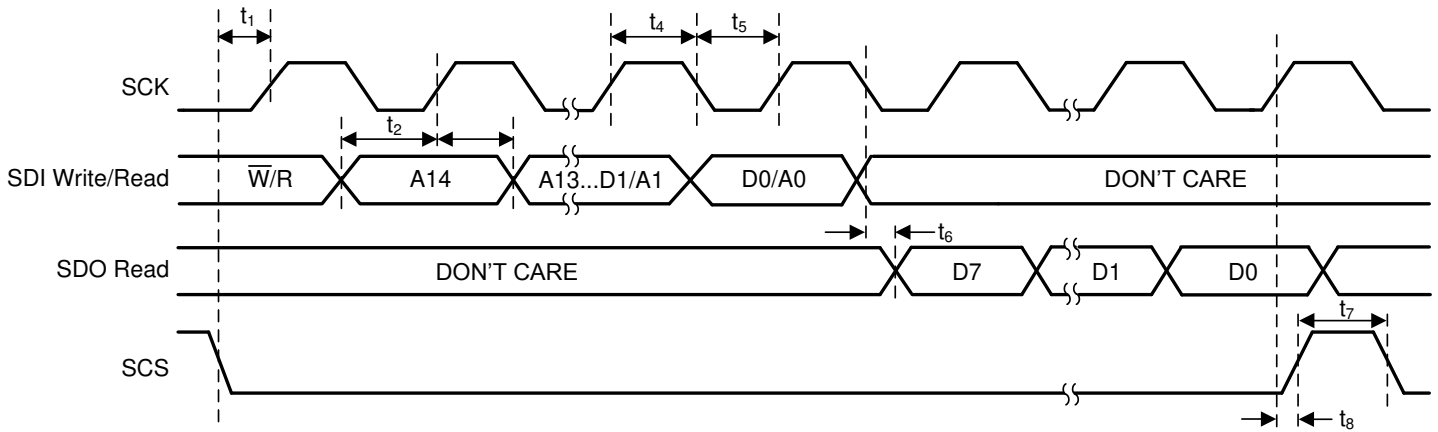 t₁ t₄ t₅
SCK
t₂
SDI Write/Read W̅/R A14 A13...D1/A1 D0/A0 DON'T CARE
t₆
SDO Read DON'T CARE D7 D1 D0
t₇
SCS
t₈